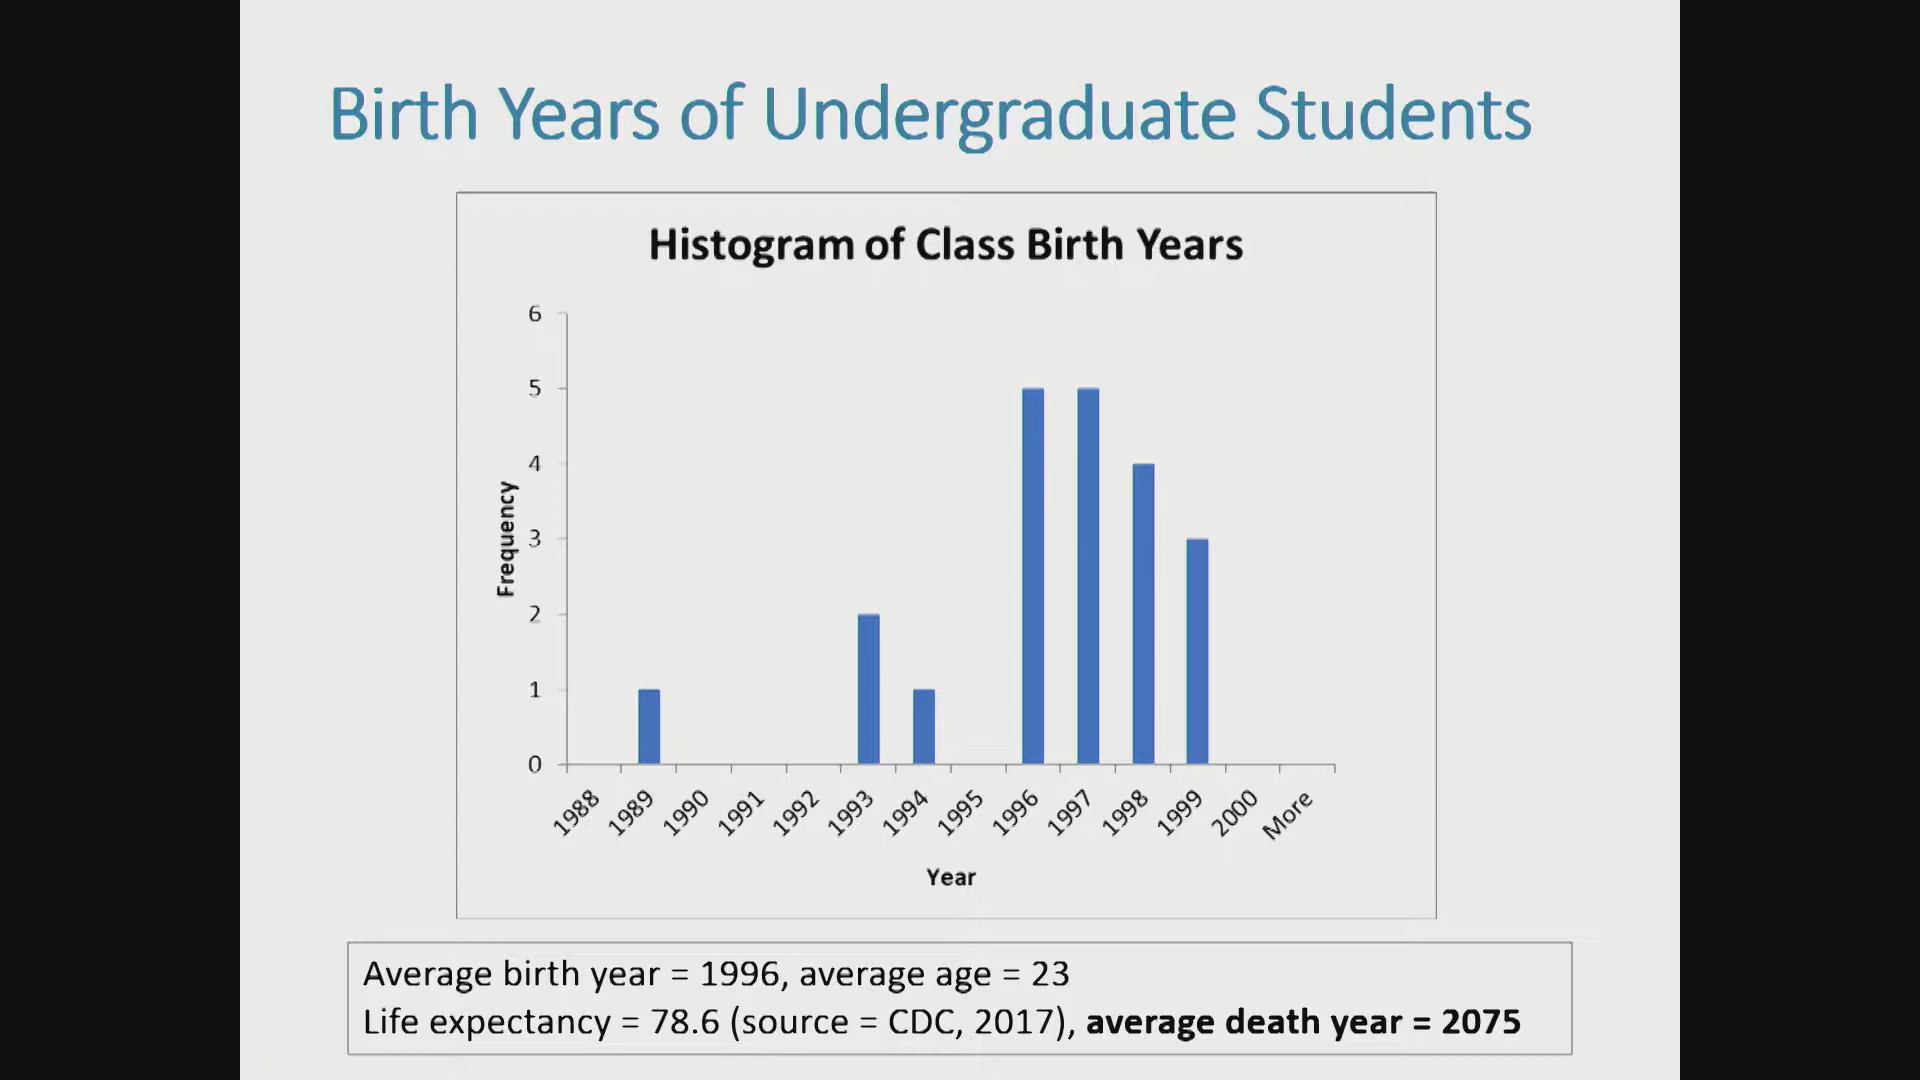 Birth Years of Undergraduate Students
Histogram of Class Birth Years
6
5
4
3
2
1
0
Frequency
1988 1989 1990 1991 1992 1993 1994 1995 1996 1997 1998 1999 2000 More
Year
Average birth year = 1996, average age = 23
Life expectancy = 78.6 (source = CDC, 2017), average death year = 2075